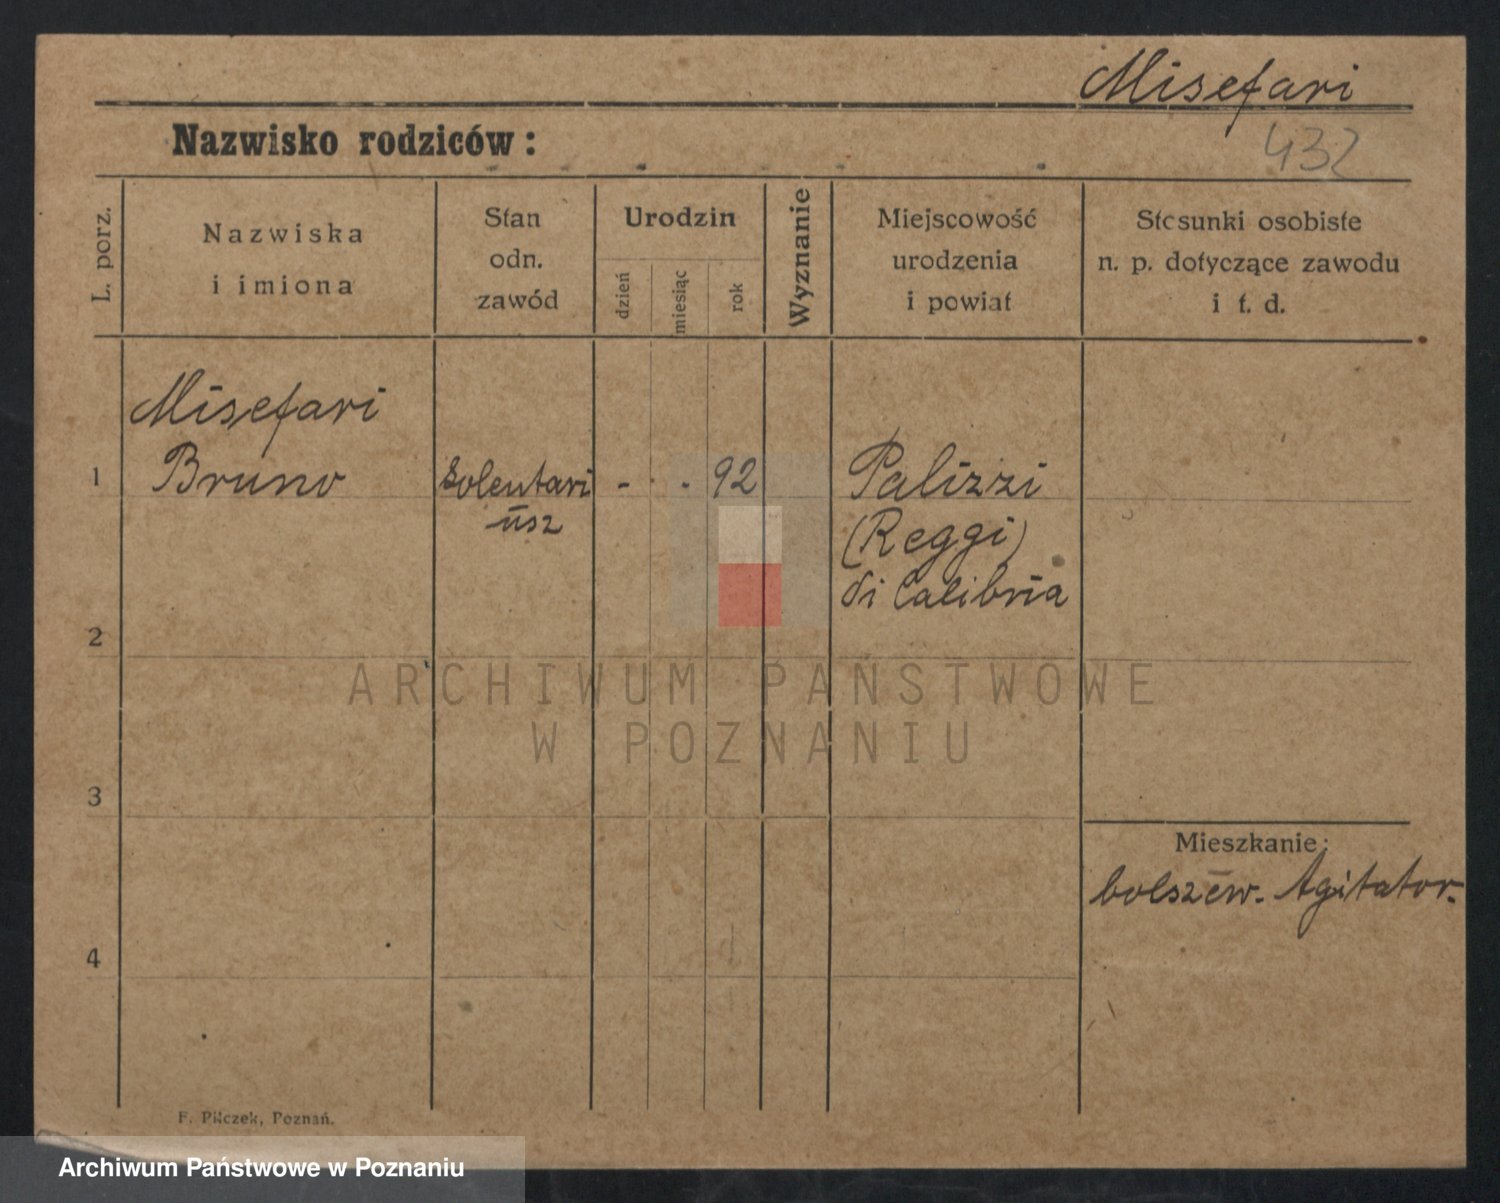 Misefari
Nazwisko rodziców:
432
L. porz.
Nazwiska
i imiona
Stan
odn.
zawód
Urodzin
dzień
miesiąc
rok
Wyznanie
Miejscowość
urodzenia
i powiat
Stosunki osobiste
n. p. dotyczące zawodu
i t. d.
Misefari
1 Bruno
- - 92
Palizzi
(Reggi)
di Calibria
2
3
4
Mieszkanie:
bolszew. Agitator.
F. Pilczek, Poznań.
ARCHIWUM PAŃSTWOWE
W POZNANIU
Archiwum Państwowe w Poznaniu